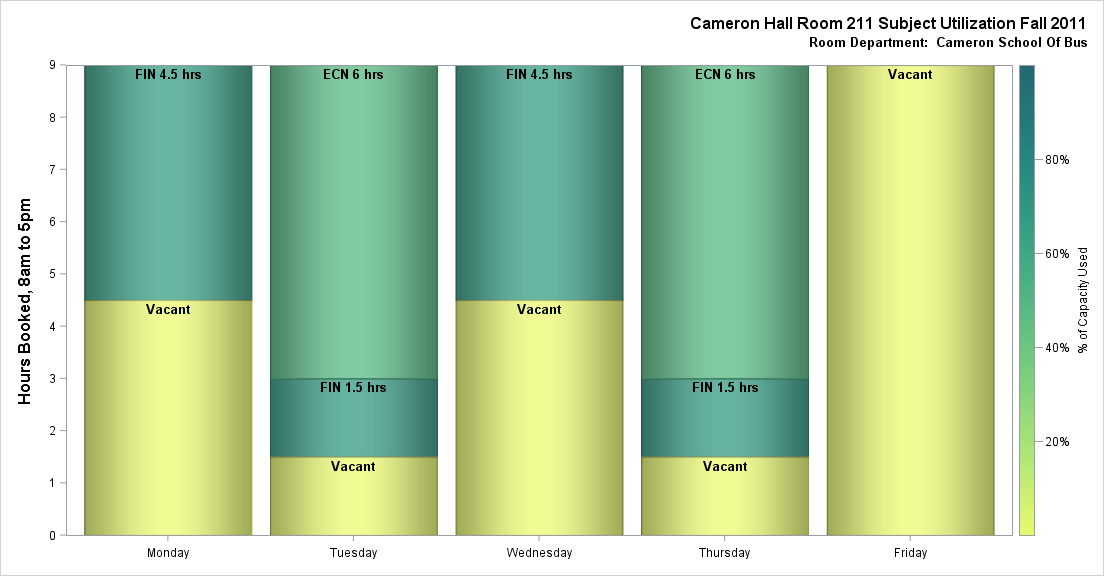 Cameron Hall Room 211 Subject Utilization Fall 2011
Room Department:  Cameron School Of Bus
Hours Booked, 8am to 5pm
9
8
7
6
5
4
3
2
1
0
FIN 4.5 hrs
Vacant
ECN 6 hrs
FIN 1.5 hrs
Vacant
FIN 4.5 hrs
Vacant
ECN 6 hrs
FIN 1.5 hrs
Vacant
Vacant
Monday
Tuesday
Wednesday
Thursday
Friday
80%
60%
40%
20%
% of Capacity Used